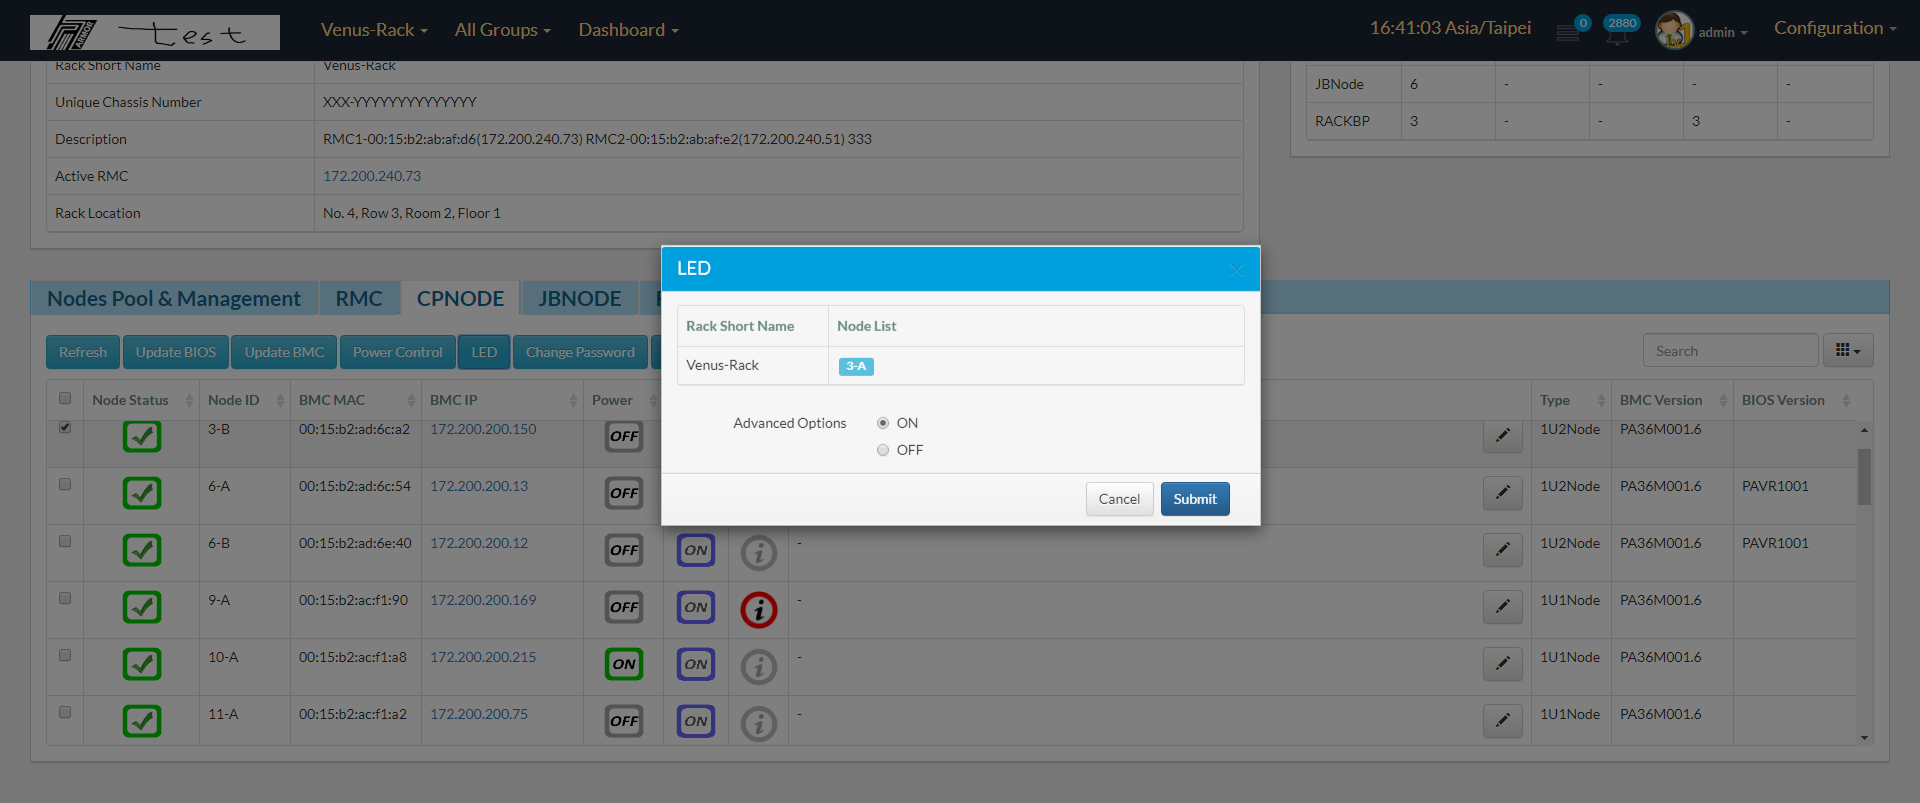 ARMOR test Venus-Rack All Groups Dashboard 16:41:03 Asia/Taipei 0 2880 admin Configuration
Rack Short Name Venus-Rack
Unique Chassis Number XXX-YYYYYYYYYYYYYY
Description RMC1-00:15:b2:ab:af:d6(172.200.240.73) RMC2-00:15:b2:ab:af:e2(172.200.240.51) 333
Active RMC 172.200.240.73
Rack Location No. 4, Row 3, Room 2, Floor 1
JBNode 6 - - - -
RACKBP 3 - - 3 -
Nodes Pool & Management RMC CPNODE JBNODE
Refresh Update BIOS Update BMC Power Control LED Change Password Search
Node Status Node ID BMC MAC BMC IP Power Type BMC Version BIOS Version
3-B 00:15:b2:ad:6c:a2 172.200.200.150 OFF 1U2Node PA36M001.6
6-A 00:15:b2:ad:6c:54 172.200.200.13 OFF 1U2Node PA36M001.6 PAVR1001
6-B 00:15:b2:ad:6e:40 172.200.200.12 OFF ON i - 1U2Node PA36M001.6 PAVR1001
9-A 00:15:b2:ac:f1:90 172.200.200.169 OFF ON i - 1U1Node PA36M001.6
10-A 00:15:b2:ac:f1:a8 172.200.200.215 ON ON i - 1U1Node PA36M001.6
11-A 00:15:b2:ac:f1:a2 172.200.200.75 OFF ON i - 1U1Node PA36M001.6
LED
Rack Short Name Node List
Venus-Rack 3-A
Advanced Options ON
OFF
Cancel Submit